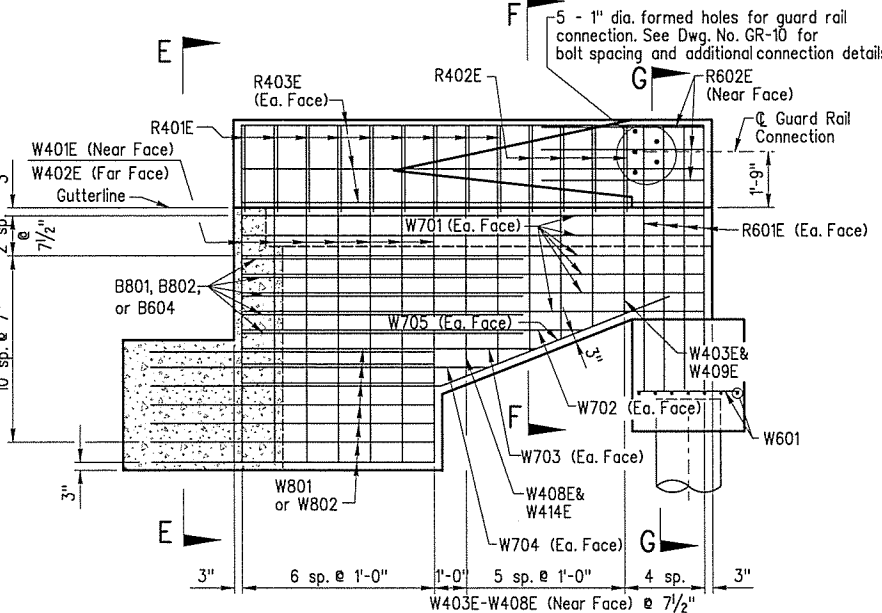 F
5 - 1" dia. formed holes for guard rail
connection. See Dwg. No. GR-10 for
bolt spacing and additional connection details
E
R403E
(Ea. Face)
R402E
G
R602E
(Near Face)
R401E
℄ Guard Rail
Connection
W401E (Near Face)
W402E (Far Face)
Gutterline
1'-9"
3"
2 sp.
@
7½"
W701 (Ea. Face)
R601E (Ea. Face)
B801, B802,
or B604
W705 (Ea. Face)
3"
W403E&
W409E
10 sp. @ 7"
F
W702 (Ea. Face)
W601
W703 (Ea. Face)
3"
W801
or W802
W408E&
W414E
E
W704 (Ea. Face)
G
3" 6 sp. @ 1'-0" 1'-0" 5 sp. @ 1'-0" 4 sp. 3"
W403E-W408E (Near Face) @ 7½"